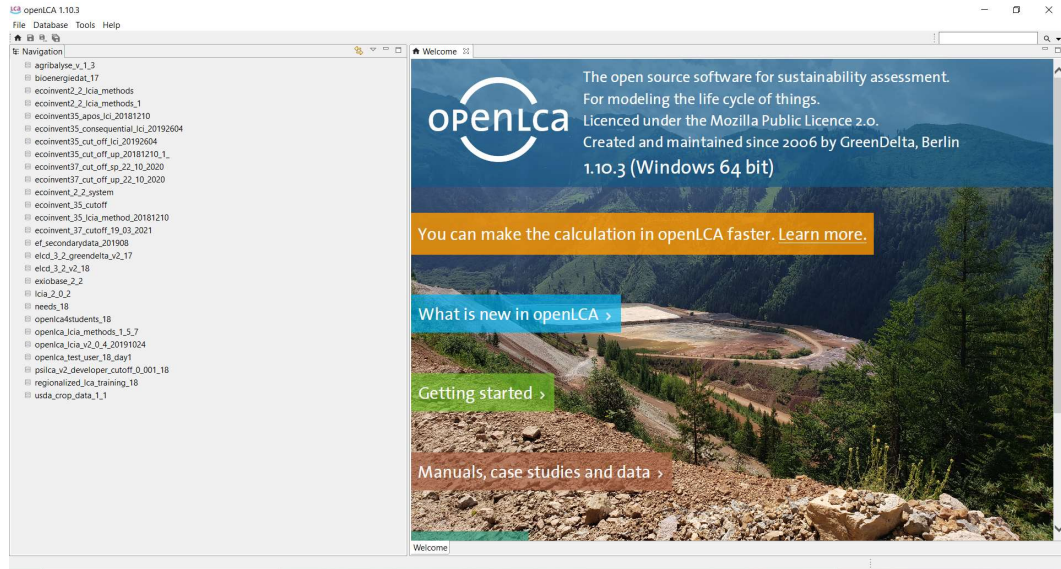 openLCA 1.10.3
File Database Tools Help
Navigation
agribalyse_v_1_3
bioenergiedat_17
ecoinvent2_2_lcia_methods
ecoinvent2_2_lcia_methods_1
ecoinvent35_apos_lci_20181210
ecoinvent35_consequential_lci_20192604
ecoinvent35_cut_off_lci_20192604
ecoinvent35_cut_off_up_20181210_1_
ecoinvent37_cut_off_sp_22_10_2020
ecoinvent37_cut_off_up_22_10_2020
ecoinvent_2_2_system
ecoinvent_35_cutoff
ecoinvent_35_lcia_method_20181210
ecoinvent_37_cutoff_19_03_2021
ef_secondarydata_201908
elcd_3_2_greendelta_v2_17
elcd_3_2_v2_18
exiobase_2_2
lcia_2_0_2
needs_18
openlca4students_18
openlca_lcia_methods_1_5_7
openlca_lcia_v2_0_4_20191024
openlca_test_user_18_day1
psilca_v2_developer_cutoff_0_001_18
regionalized_lca_training_18
usda_crop_data_1_1
Welcome
openLca
The open source software for sustainability assessment.
For modeling the life cycle of things.
Licenced under the Mozilla Public Licence 2.0.
Created and maintained since 2006 by GreenDelta, Berlin
1.10.3 (Windows 64 bit)
You can make the calculation in openLCA faster. Learn more.
What is new in openLCA ›
Getting started ›
Manuals, case studies and data ›
Welcome